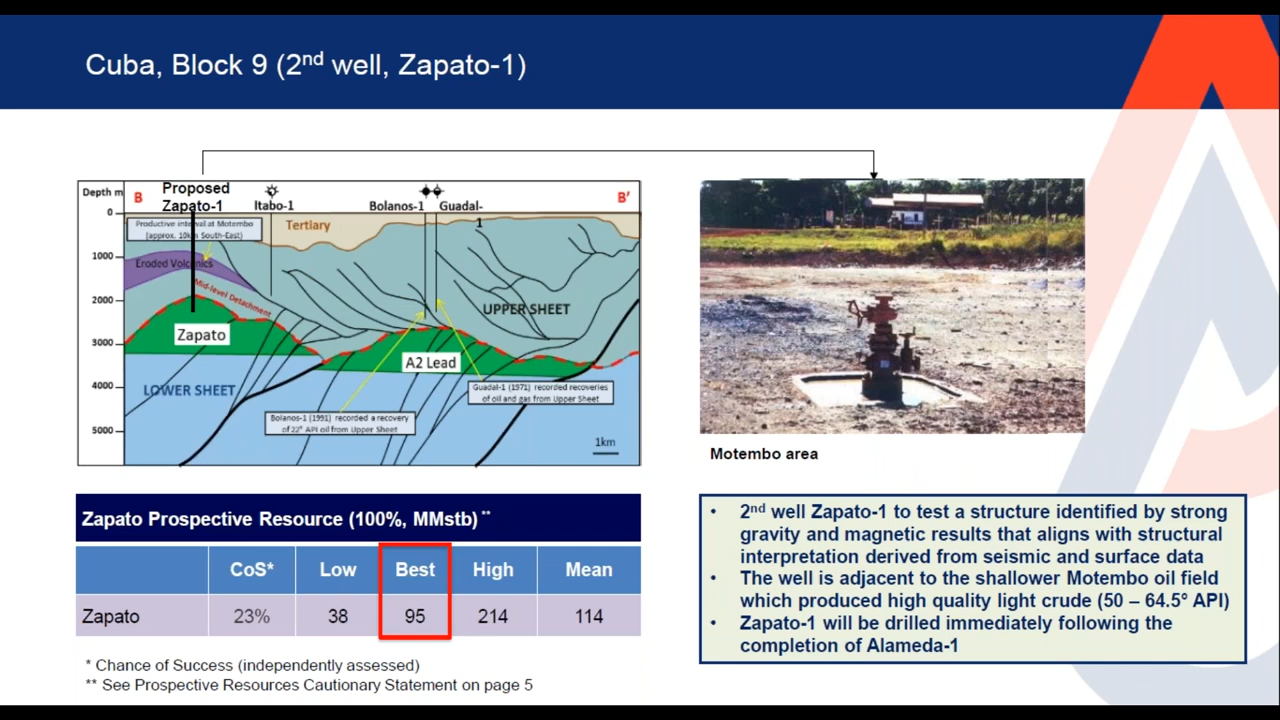 Cuba, Block 9 (2nd well, Zapato-1)
Depth m
B
Proposed
Zapato-1
Itabo-1
Bolanos-1
Guadal-
1
B'
0
1000
2000
3000
4000
5000
Productive interval at Motembo
(approx. 10km South-East)
Tertiary
Eroded Volcanics
Mid-level Detachment
UPPER SHEET
Zapato
A2 Lead
LOWER SHEET
Guadal-1 (1971) recorded recoveries
of oil and gas from Upper Sheet
Bolanos-1 (1991) recorded a recovery
of 22° API oil from Upper Sheet
1km
Motembo area
Zapato Prospective Resource (100%, MMstb) **
CoS* Low Best High Mean
Zapato 23% 38 95 214 114
* Chance of Success (independently assessed)
** See Prospective Resources Cautionary Statement on page 5
• 2nd well Zapato-1 to test a structure identified by strong
gravity and magnetic results that aligns with structural
interpretation derived from seismic and surface data
• The well is adjacent to the shallower Motembo oil field
which produced high quality light crude (50 – 64.5° API)
• Zapato-1 will be drilled immediately following the
completion of Alameda-1